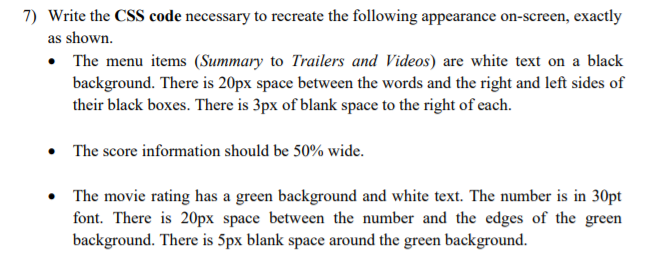 7) Write the CSS code necessary to recreate the following appearance on-screen, exactly
as shown.
• The menu items (Summary to Trailers and Videos) are white text on a black
background. There is 20px space between the words and the right and left sides of
their black boxes. There is 3px of blank space to the right of each.
• The score information should be 50% wide.
• The movie rating has a green background and white text. The number is in 30pt
font. There is 20px space between the number and the edges of the green
background. There is 5px blank space around the green background.